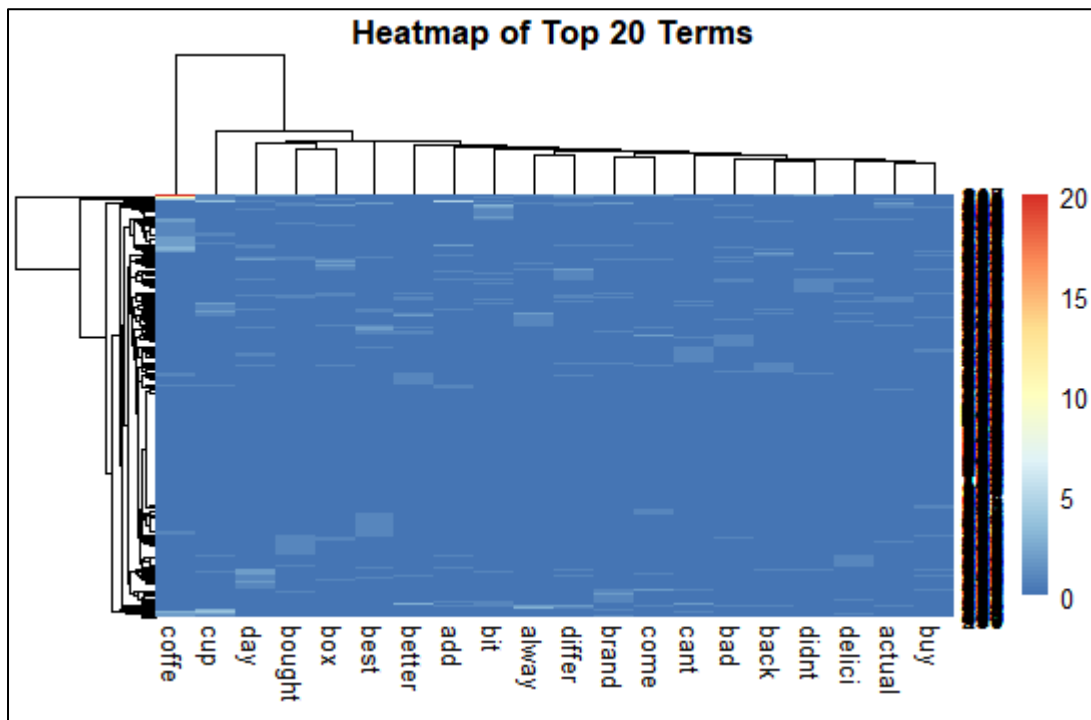 Heatmap of Top 20 Terms
20
15
10
5
0
coffe
cup
day
bought
box
best
better
add
bit
alway
differ
brand
come
cant
bad
back
didnt
delici
actual
buy